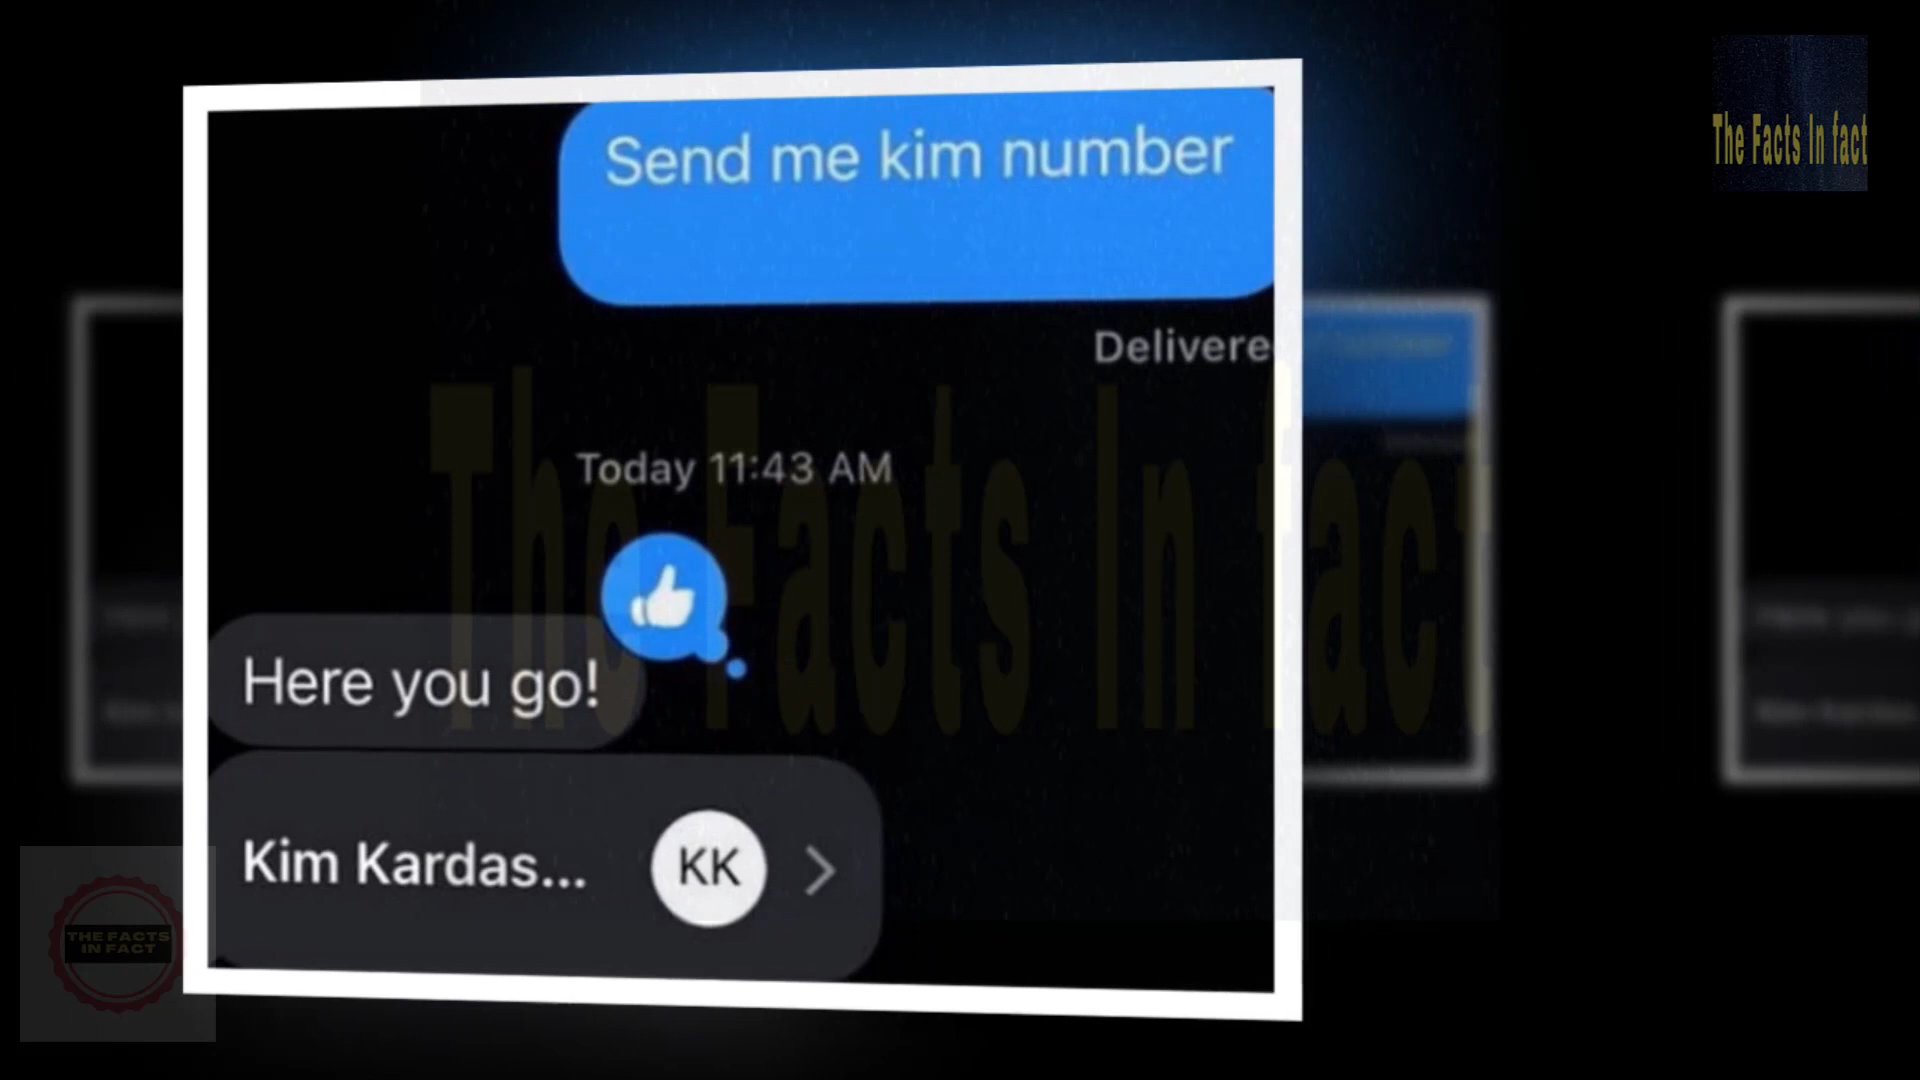 The Facts In fact
Send me kim number
Delivere
Today 11:43 AM
The Facts In fact
Here you go!
Kim Kardas...
KK
THE FACTS
IN FACT